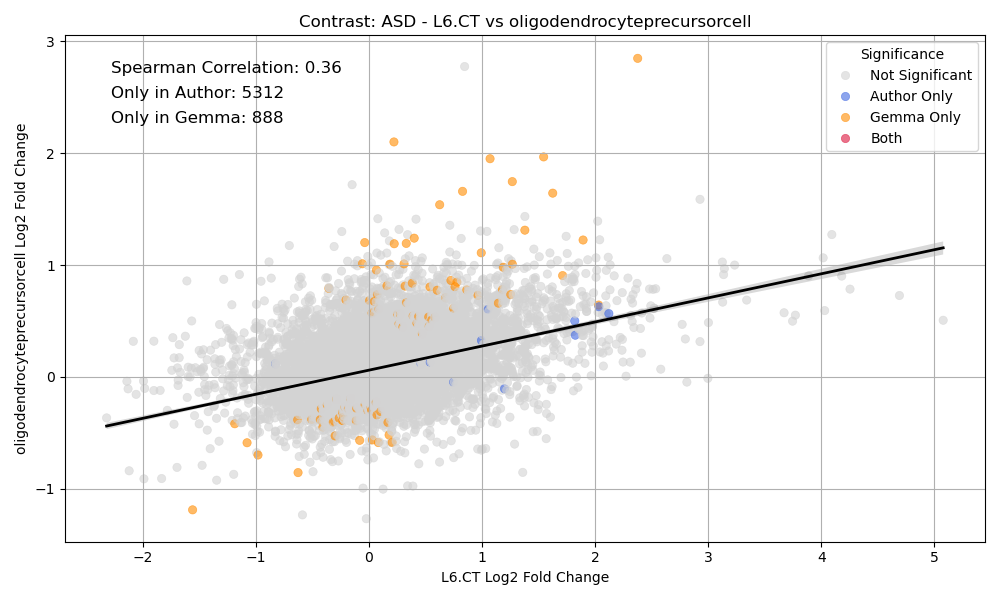 Contrast: ASD - L6.CT vs oligodendrocyteprecursorcell
Spearman Correlation: 0.36
Only in Author: 5312
Only in Gemma: 888
Significance
Not Significant
Author Only
Gemma Only
Both
oligodendrocyteprecursorcell Log2 Fold Change
3
2
1
0
−1
−2
−1
0
1
2
3
4
5
L6.CT Log2 Fold Change